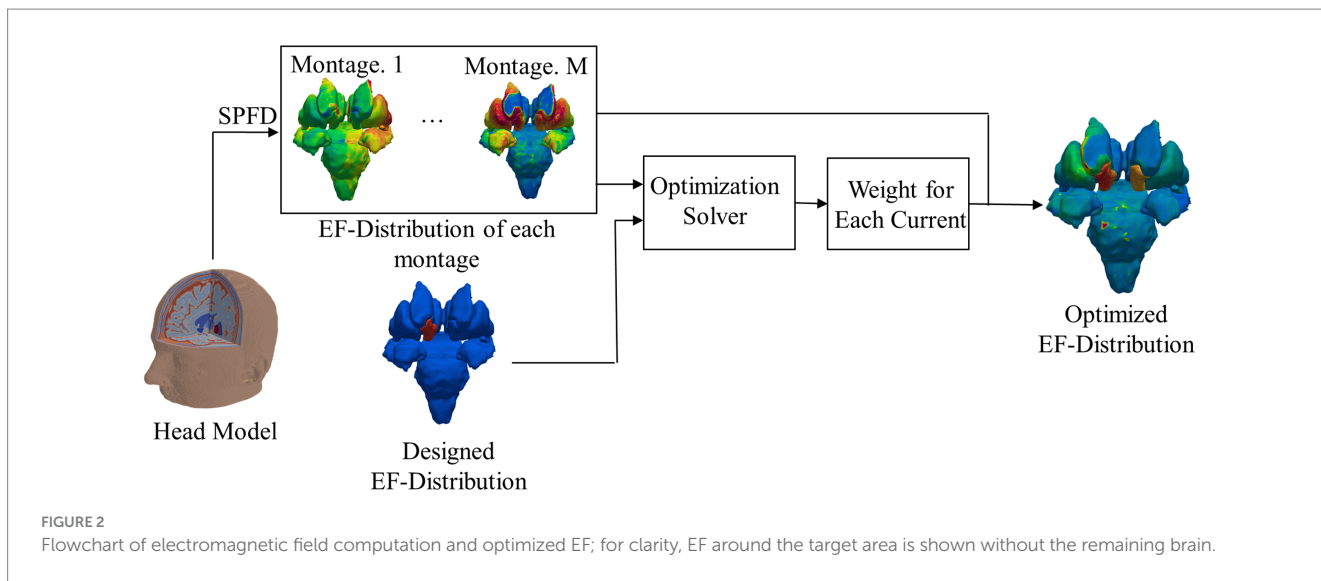 Montage. 1
Montage. M
SPFD
...
EF-Distribution of each
montage
Optimization
Solver
Weight for
Each Current
Optimized
EF-Distribution
Head Model
Designed
EF-Distribution
FIGURE 2
Flowchart of electromagnetic field computation and optimized EF; for clarity, EF around the target area is shown without the remaining brain.